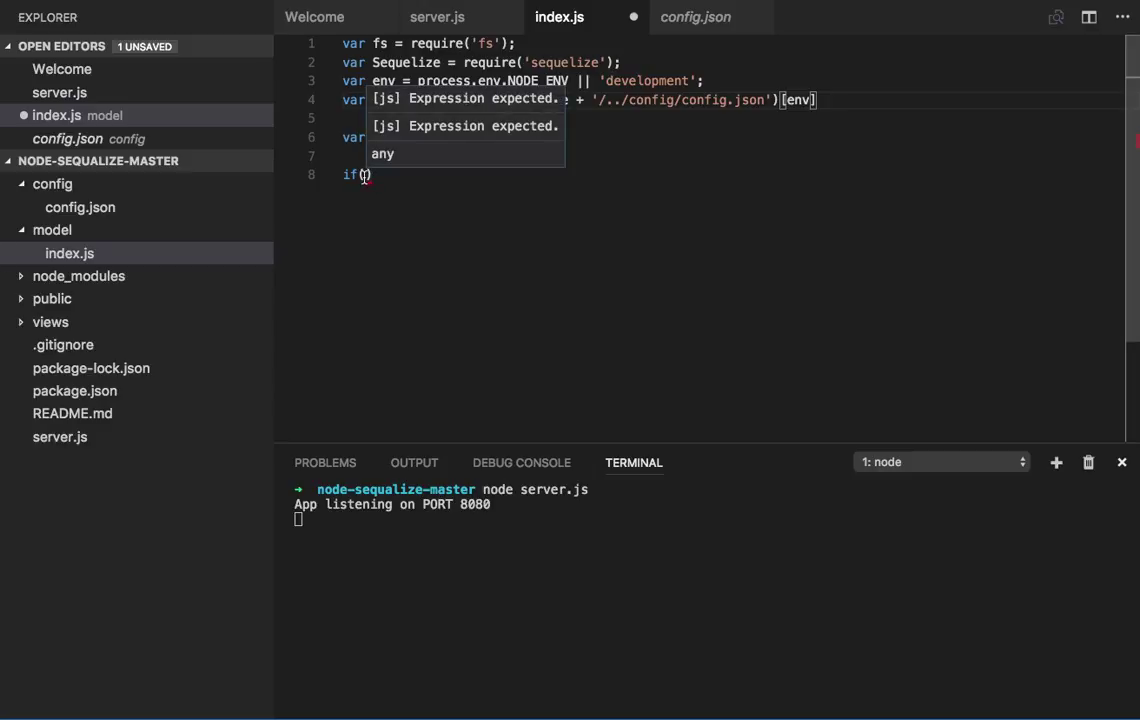 EXPLORER
OPEN EDITORS 1 UNSAVED
Welcome
server.js
index.js model
config.json config
NODE-SEQUALIZE-MASTER
config
config.json
model
index.js
node_modules
public
views
.gitignore
package-lock.json
package.json
README.md
server.js
Welcome server.js index.js config.json
1 var fs = require('fs');
2 var Sequelize = require('sequelize');
3 var env = process.env.NODE_ENV || 'development';
4 var e + '/../config/config.json')[env]
5
6 var
7
8 if()
[js] Expression expected.
[js] Expression expected.
any
PROBLEMS OUTPUT DEBUG CONSOLE TERMINAL 1: node
➜ node-sequalize-master node server.js
App listening on PORT 8080